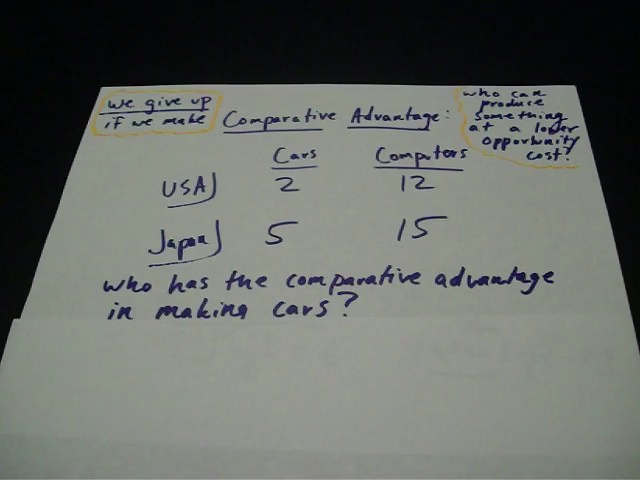 we give up
if we make
Comparative Advantage:
who can
produce
something
at a lower
opportunity
cost?
Cars Computers
USA 2 12
Japan 5 15
who has the comparative advantage
in making cars?